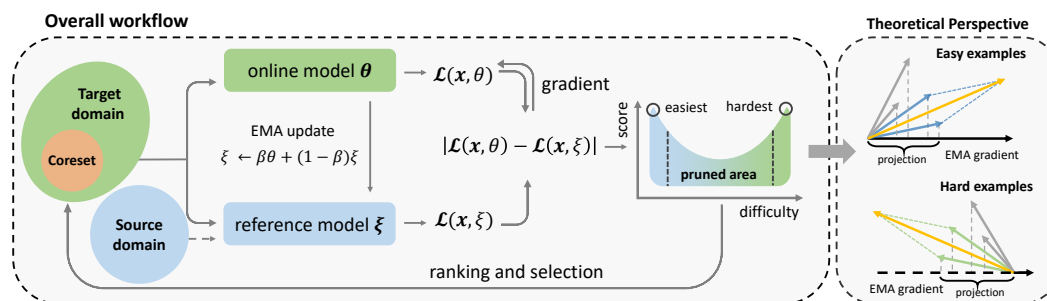 Overall workflow
Target
domain
Coreset
Source
domain
online model θ
EMA update
ξ ← βθ + (1 − β)ξ
reference model ξ
ℒ(x, θ)
gradient
|ℒ(x, θ) − ℒ(x, ξ)|
ℒ(x, ξ)
ranking and selection
score
easiest
hardest
pruned area
difficulty
Theoretical Perspective
Easy examples
projection
EMA gradient
Hard examples
EMA gradient
projection